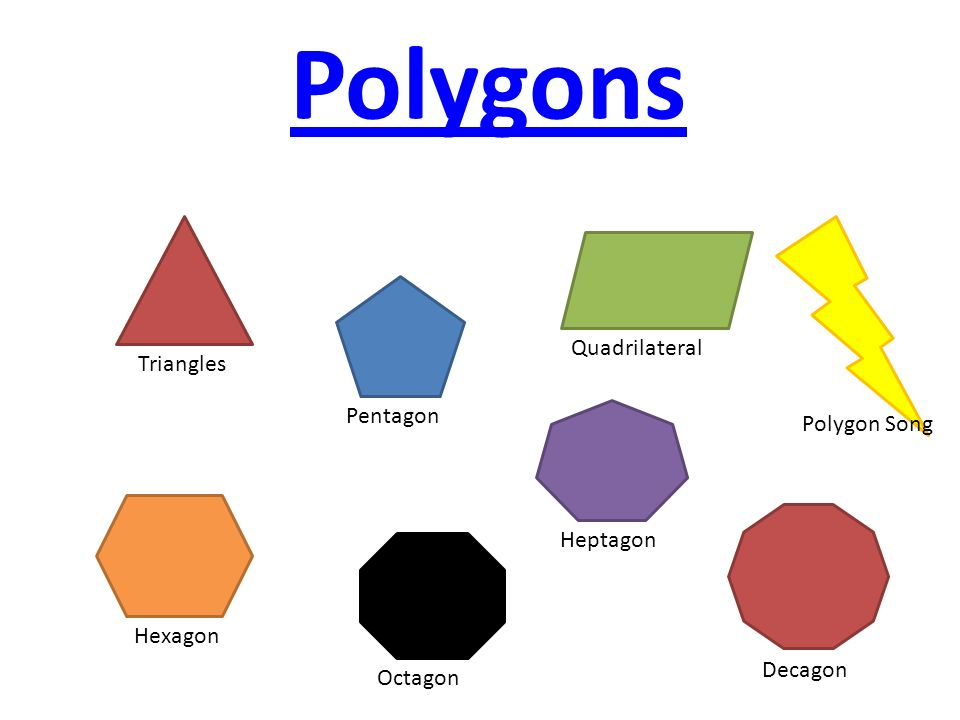 Polygons
Triangles
Pentagon
Quadrilateral
Polygon Song
Heptagon
Hexagon
Octagon
Decagon